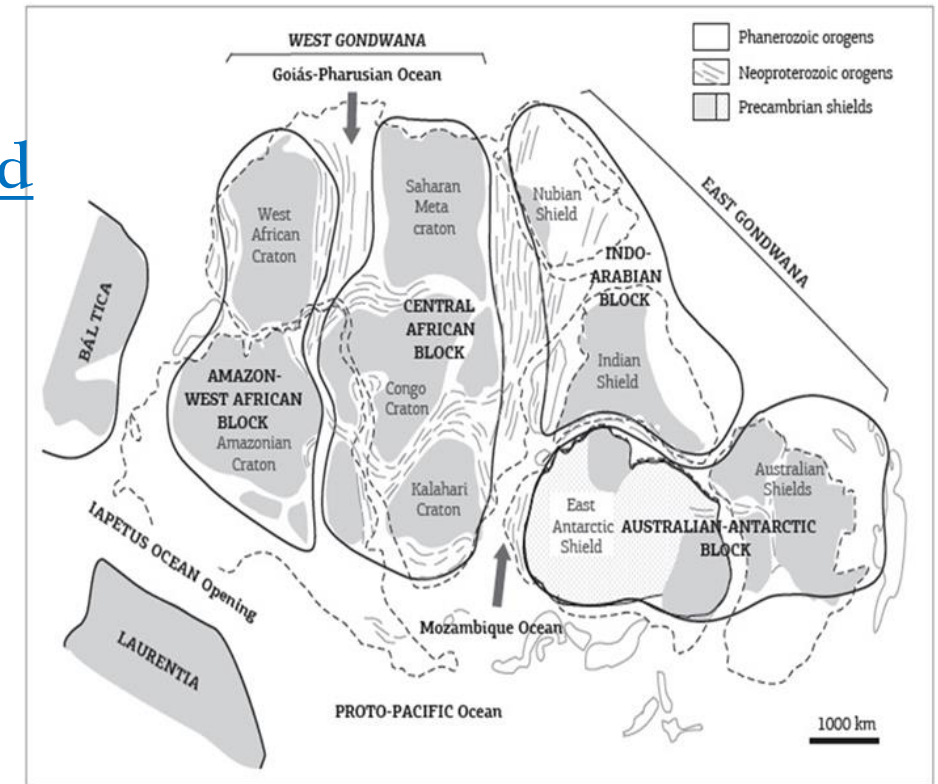 d
WEST GONDWANA
Goiás-Pharusian Ocean
Phanerozoic orogens
Neoproterozoic orogens
Precambrian shields
West
African
Craton
Saharan
Meta
craton
Nubian
Shield
EAST GONDWANA
INDO-
ARABIAN
BLOCK
BÁLTICA
CENTRAL
AFRICAN
BLOCK
Indian
Shield
AMAZON-
WEST AFRICAN
BLOCK
Amazonian
Craton
Congo
Craton
Kalahari
Craton
East
Antarctic
Shield
Australian
Shields
AUSTRALIAN-ANTARCTIC
BLOCK
IAPETUS OCEAN Opening
LAURENTIA
Mozambique Ocean
PROTO-PACIFIC Ocean
1000 km